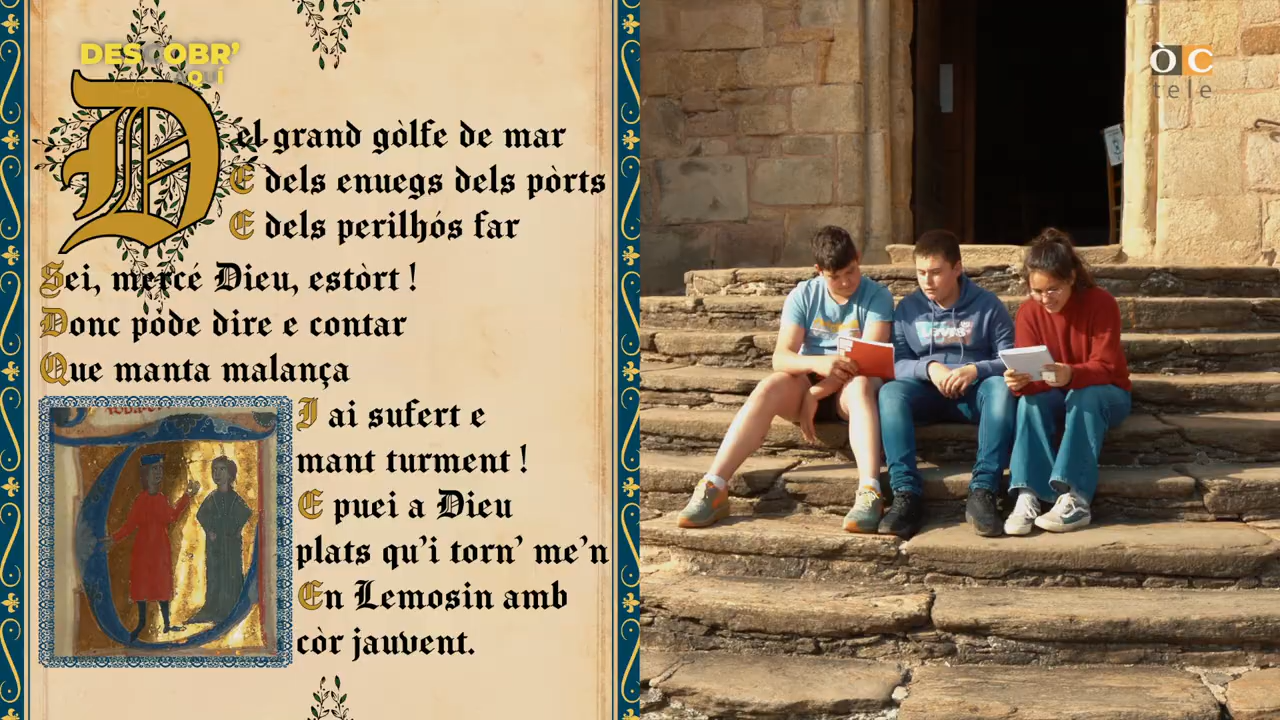 DESCOBR'
AQUÍ
òc
tele
Del grand gòlfe de mar
E dels enuegs dels pòrts
E dels perilhós far
Sei, mercé Dieu, estòrt !
Donc pòde dire e contar
Que manta malança
I ai sufert e
mant turment !
E puei a Dieu
plats qu'i torn' me'n
En Lemosin amb
còr jauvent.